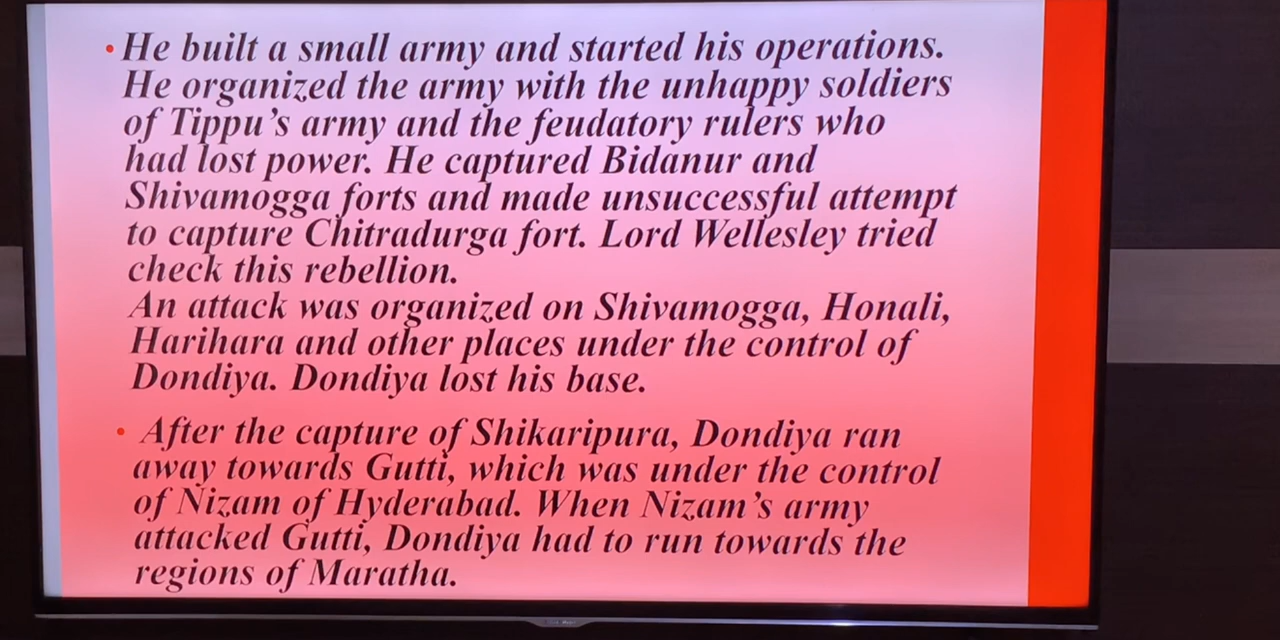 • He built a small army and started his operations.
He organized the army with the unhappy soldiers
of Tippu's army and the feudatory rulers who
had lost power. He captured Bidanur and
Shivamogga forts and made unsuccessful attempt
to capture Chitradurga fort. Lord Wellesley tried
check this rebellion.
An attack was organized on Shivamogga, Honali,
Harihara and other places under the control of
Dondiya. Dondiya lost his base.
• After the capture of Shikaripura, Dondiya ran
away towards Gutti, which was under the control
of Nizam of Hyderabad. When Nizam's army
attacked Gutti, Dondiya had to run towards the
regions of Maratha.